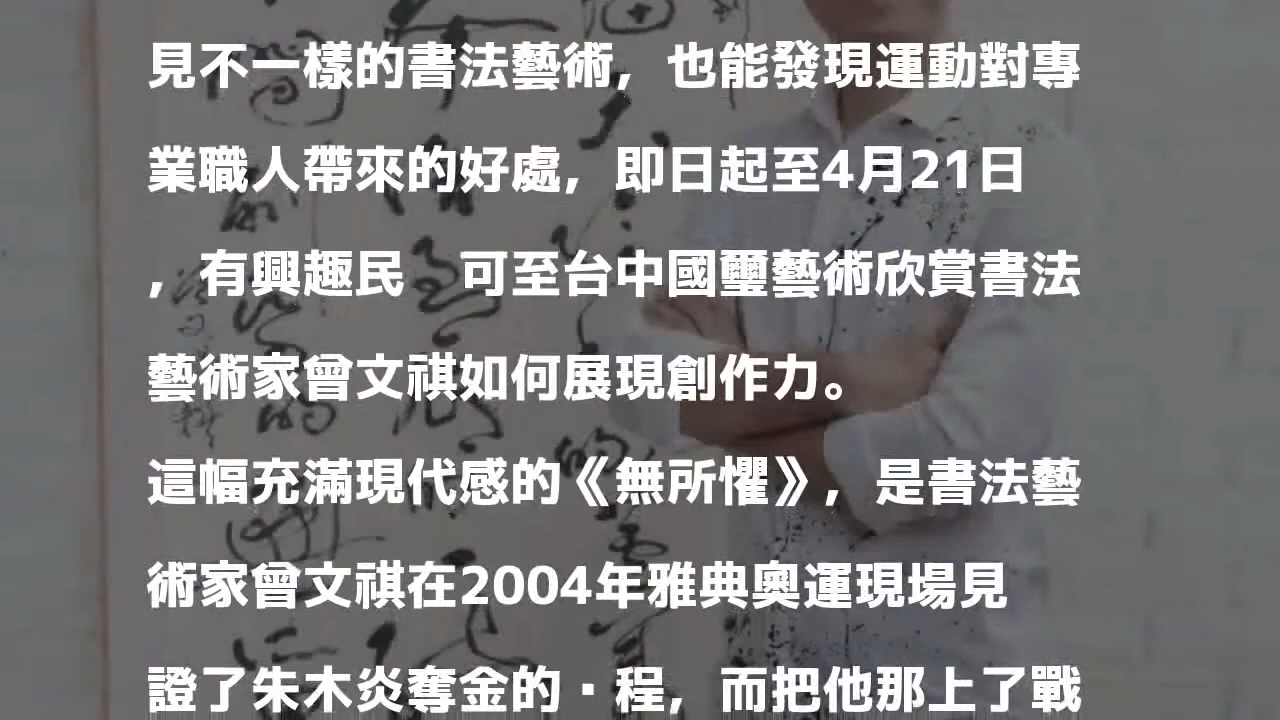 見不一樣的書法藝術，也能發現運動對專
業職人帶來的好處，即日起至4月21日
，有興趣民　可至台中國璽藝術欣賞書法
藝術家曾文祺如何展現創作力。
這幅充滿現代感的《無所懼》，是書法藝
術家曾文祺在2004年雅典奧運現場見
證了朱木炎奪金的・程，而把他那上了戰